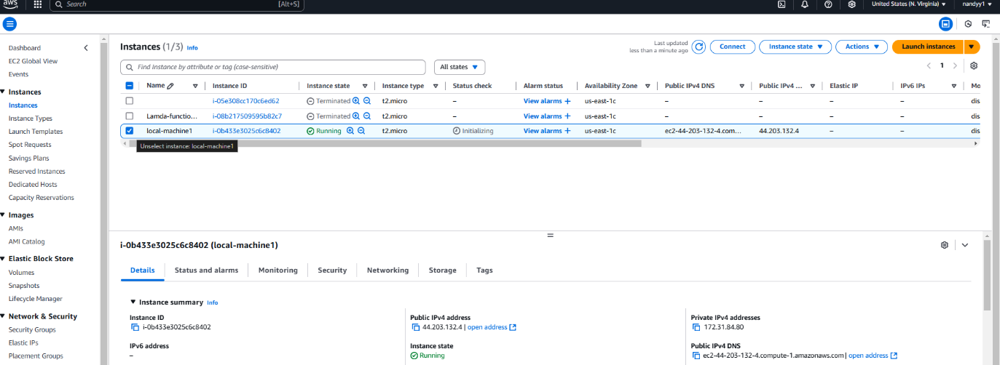 aws Search [Alt+S] United States (N. Virginia) nandyy1
Dashboard
EC2 Global View
Events
Instances
Instances
Instance Types
Launch Templates
Spot Requests
Savings Plans
Reserved Instances
Dedicated Hosts
Capacity Reservations
Images
AMIs
AMI Catalog
Elastic Block Store
Volumes
Snapshots
Lifecycle Manager
Network & Security
Security Groups
Elastic IPs
Placement Groups
Instances (1/3) Info
Last updated
less than a minute ago
Connect Instance state Actions Launch instances
Find Instance by attribute or tag (case-sensitive) All states 1
Name Instance ID Instance state Instance type Status check Alarm status Availability Zone Public IPv4 DNS Public IPv4 ... Elastic IP IPv6 IPs Mo
i-05e308cc170c6ed62 Terminated t2.micro – View alarms + us-east-1c – – – – dis
Lamda-functio... i-08b217509595b82c7 Terminated t2.micro – View alarms + us-east-1c – – – – dis
local-machine1 i-0b433e3025c6c8402 Running t2.micro Initializing View alarms + us-east-1c ec2-44-203-132-4.com... 44.203.132.4 – – dis
Unselect instance: local-machine1
i-0b433e3025c6c8402 (local-machine1)
Details Status and alarms Monitoring Security Networking Storage Tags
Instance summary Info
Instance ID
i-0b433e3025c6c8402
IPv6 address
–
Public IPv4 address
44.203.132.4 | open address
Instance state
Running
Private IPv4 addresses
172.31.84.80
Public IPv4 DNS
ec2-44-203-132-4.compute-1.amazonaws.com | open address